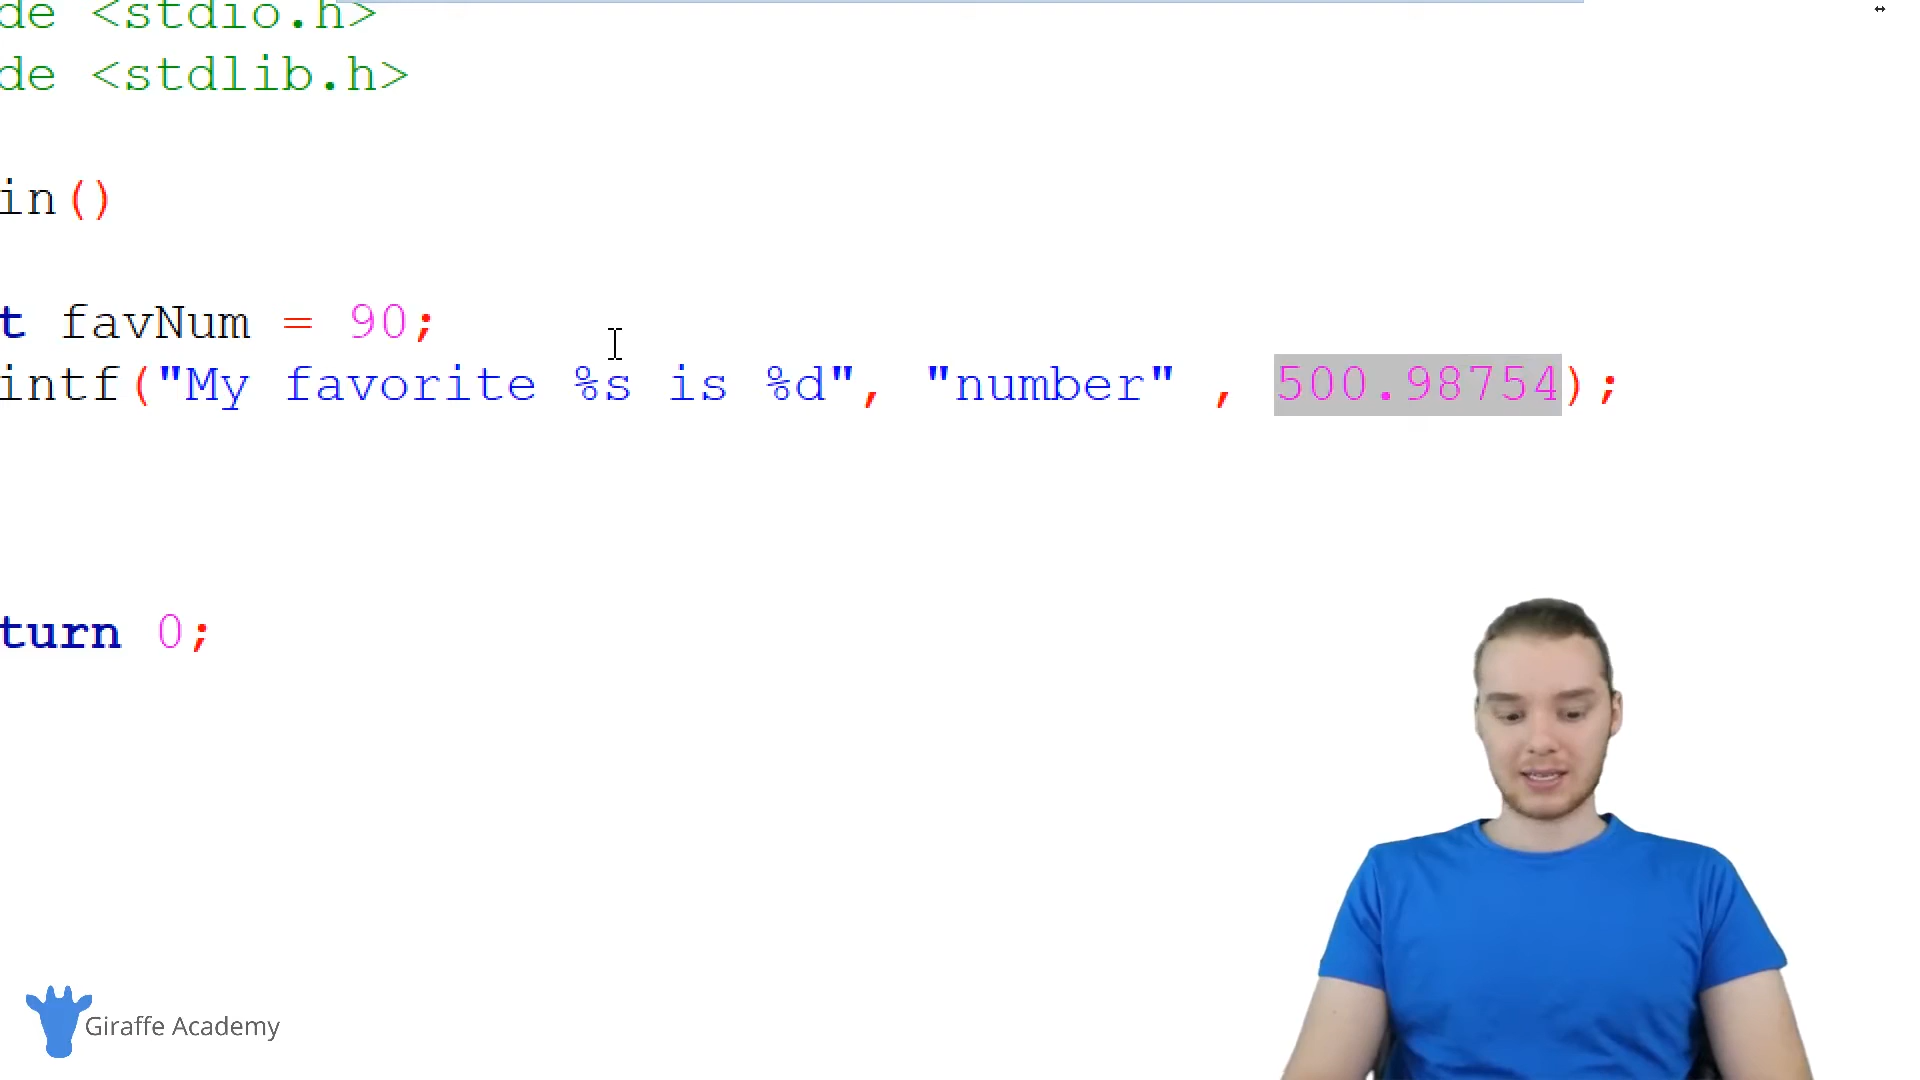 de <stdio.h>
de <stdlib.h>
in()
t favNum = 90;
intf("My favorite %s is %d", "number" , 500.98754);
turn 0;
Giraffe Academy